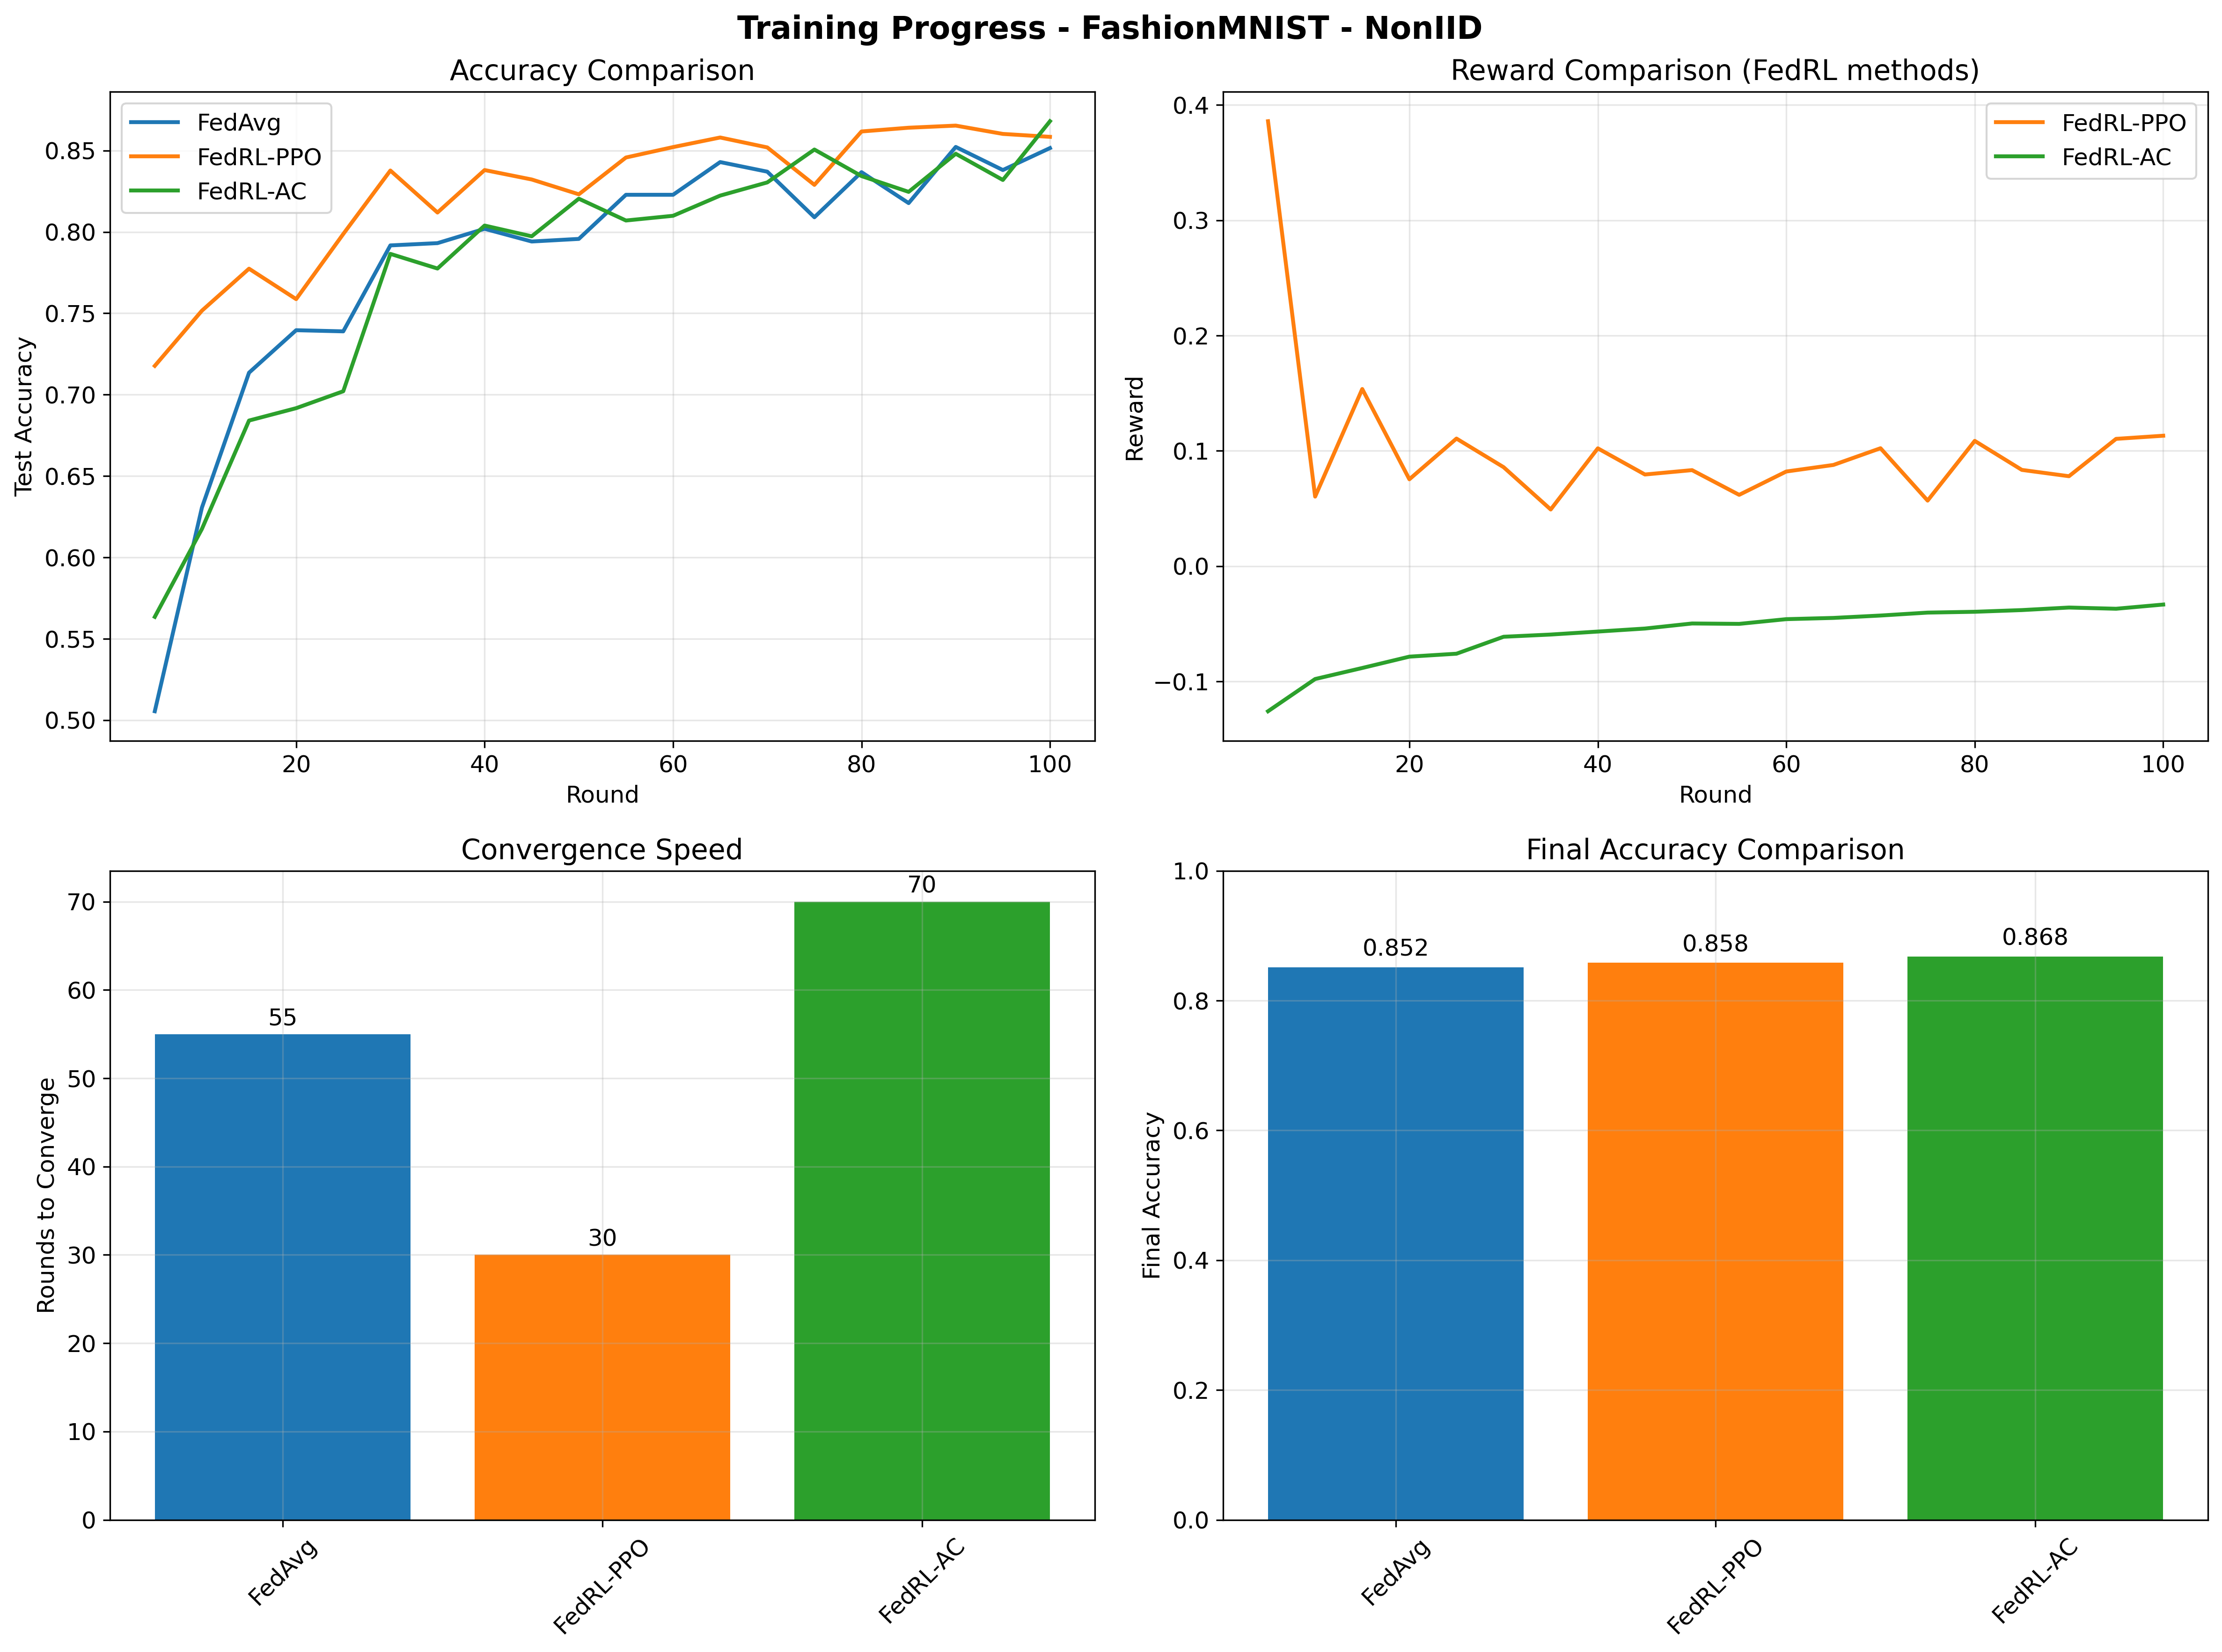 Training Progress - FashionMNIST - NonIID
Accuracy Comparison
FedAvg
FedRL-PPO
FedRL-AC
Test Accuracy
0.85
0.80
0.75
0.70
0.65
0.60
0.55
0.50
20 40 60 80 100
Round
Reward Comparison (FedRL methods)
FedRL-PPO
FedRL-AC
Reward
0.4
0.3
0.2
0.1
0.0
−0.1
20 40 60 80 100
Round
Convergence Speed
Rounds to Converge
70
60
50
40
30
20
10
0
55
30
70
FedAvg FedRL-PPO FedRL-AC
Final Accuracy Comparison
Final Accuracy
1.0
0.8
0.6
0.4
0.2
0.0
0.852
0.858
0.868
FedAvg FedRL-PPO FedRL-AC